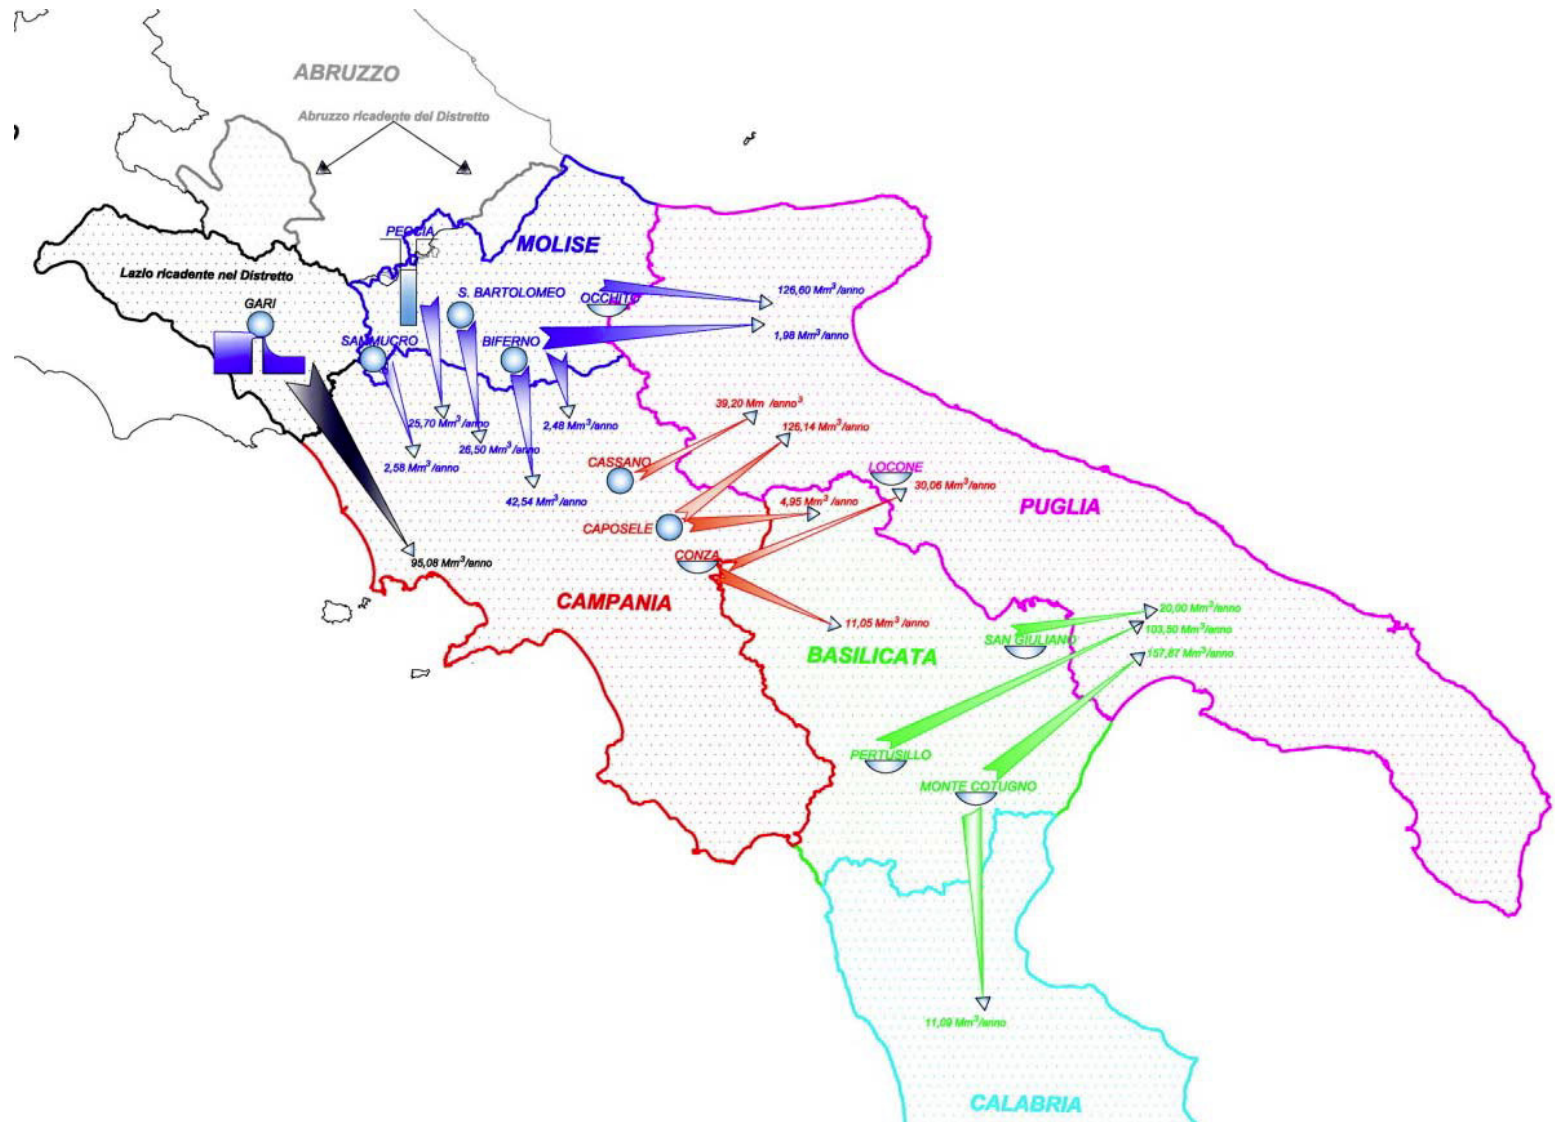 ABRUZZO
Abruzzo ricadente del Distretto
PECCIA
MOLISE
Lazio ricadente nel Distretto
GARI
S. BARTOLOMEO
OCCHITO
126,60 Mm³/anno
1,98 Mm³/anno
SAMMUCRO
BIFERNO
39,20 Mm /anno³
25,70 Mm³/anno
2,48 Mm³/anno
126,14 Mm³/anno
26,50 Mm³/anno
2,58 Mm³/anno
CASSANO
LOCONE
30,06 Mm³/anno
42,54 Mm³/anno
4,95 Mm³/anno
PUGLIA
CAPOSELE
CONZA
95,08 Mm³/anno
CAMPANIA
20,00 Mm³/anno
11,05 Mm³/anno
103,50 Mm³/anno
SAN GIULIANO
BASILICATA
157,87 Mm³/anno
PERTUSILLO
MONTE COTUGNO
11,09 Mm³/anno
CALABRIA